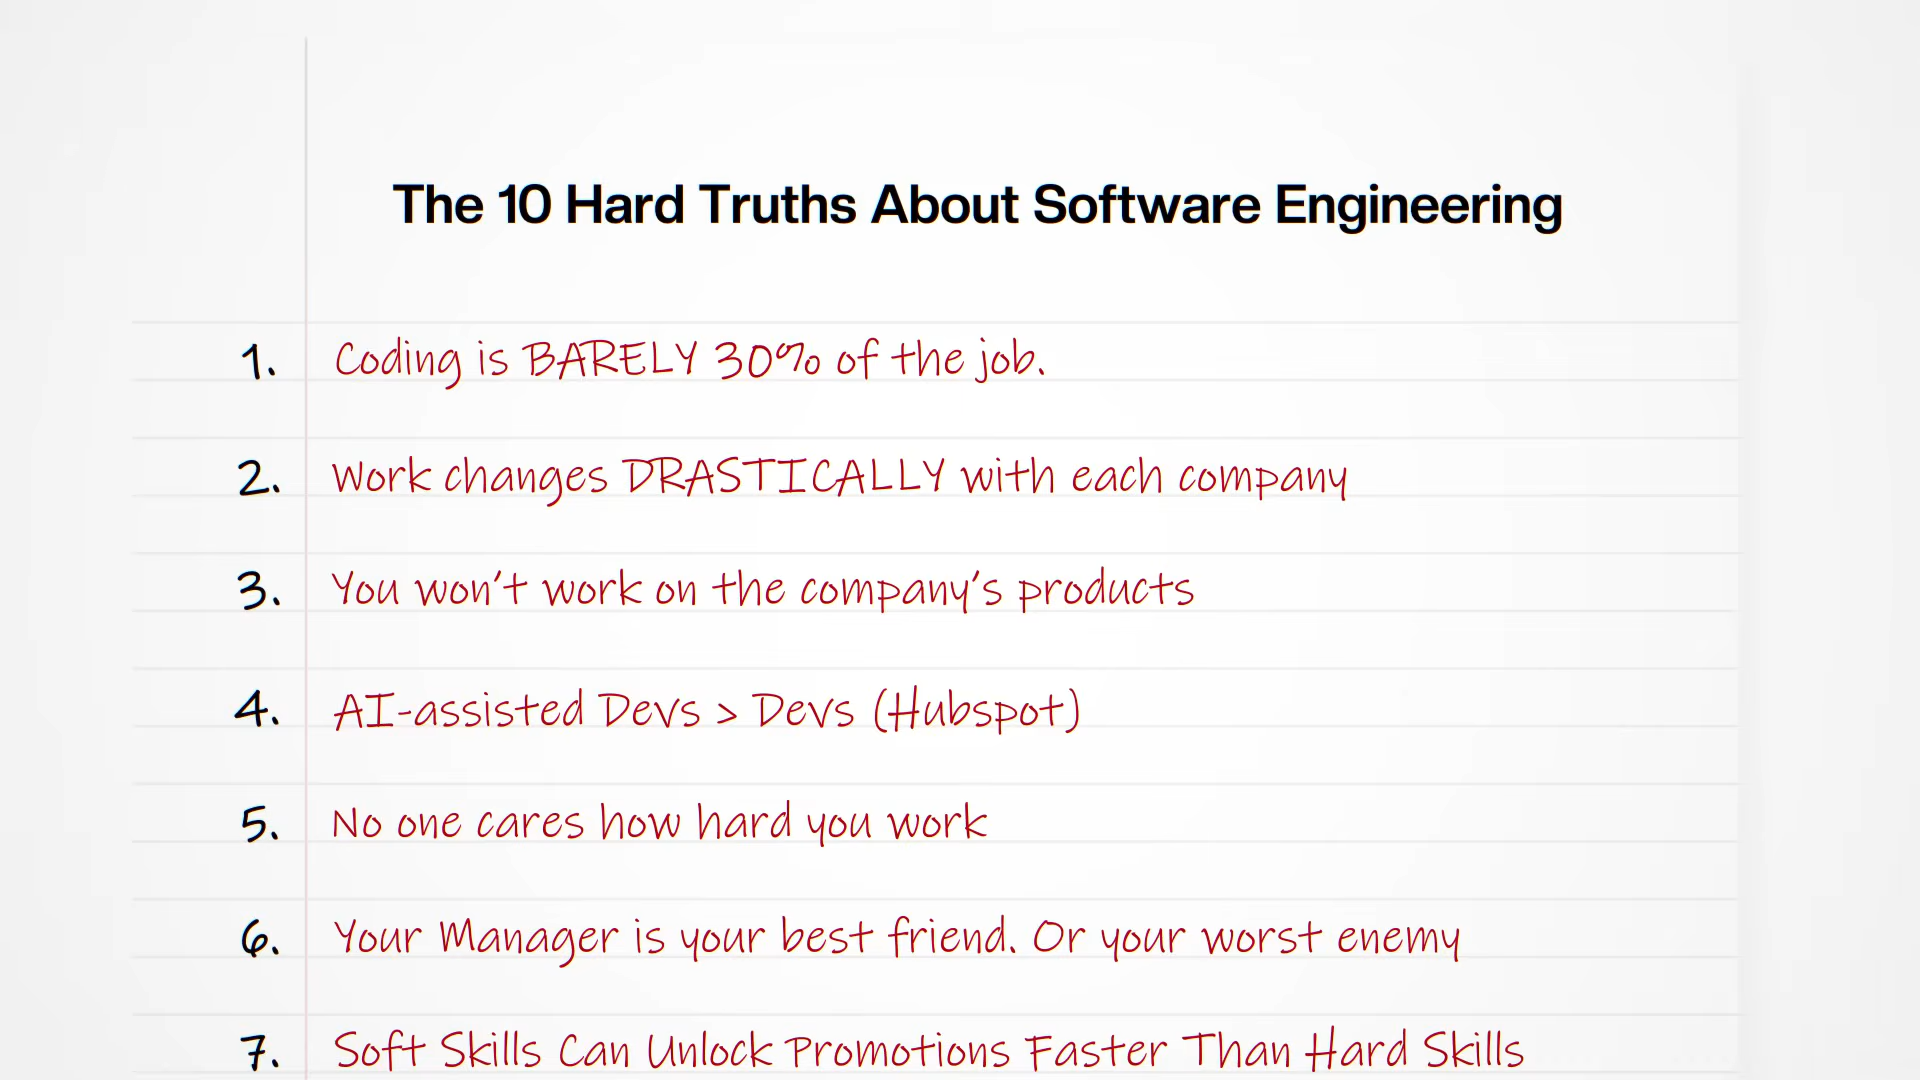 The 10 Hard Truths About Software Engineering
1. Coding is BARELY 30% of the job.
2. Work changes DRASTICALLY with each company
3. You won't work on the company's products
4. AI-assisted Devs > Devs (Hubspot)
5. No one cares how hard you work
6. Your Manager is your best friend. Or your worst enemy
7. Soft Skills Can Unlock Promotions Faster Than Hard Skills